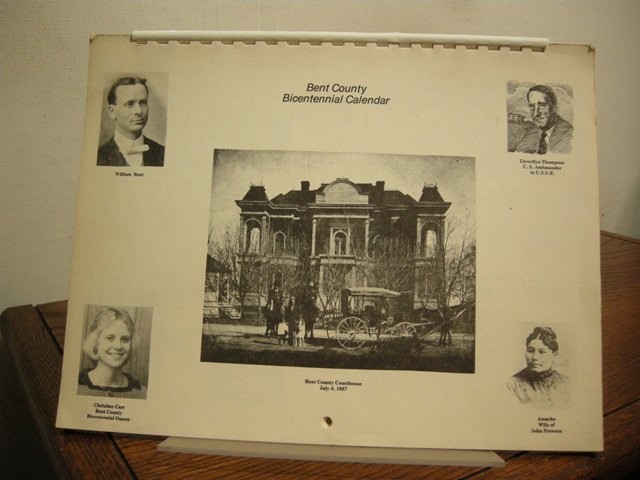 Bent County
Bicentennial Calendar
William Bent
Llewellyn Thompson
U. S. Ambassador
to U.S.S.R.
Bent County Courthouse
July 4, 1887
Christine Carr
Bent County
Bicentennial Queen
Amache
Wife of
John Prowers